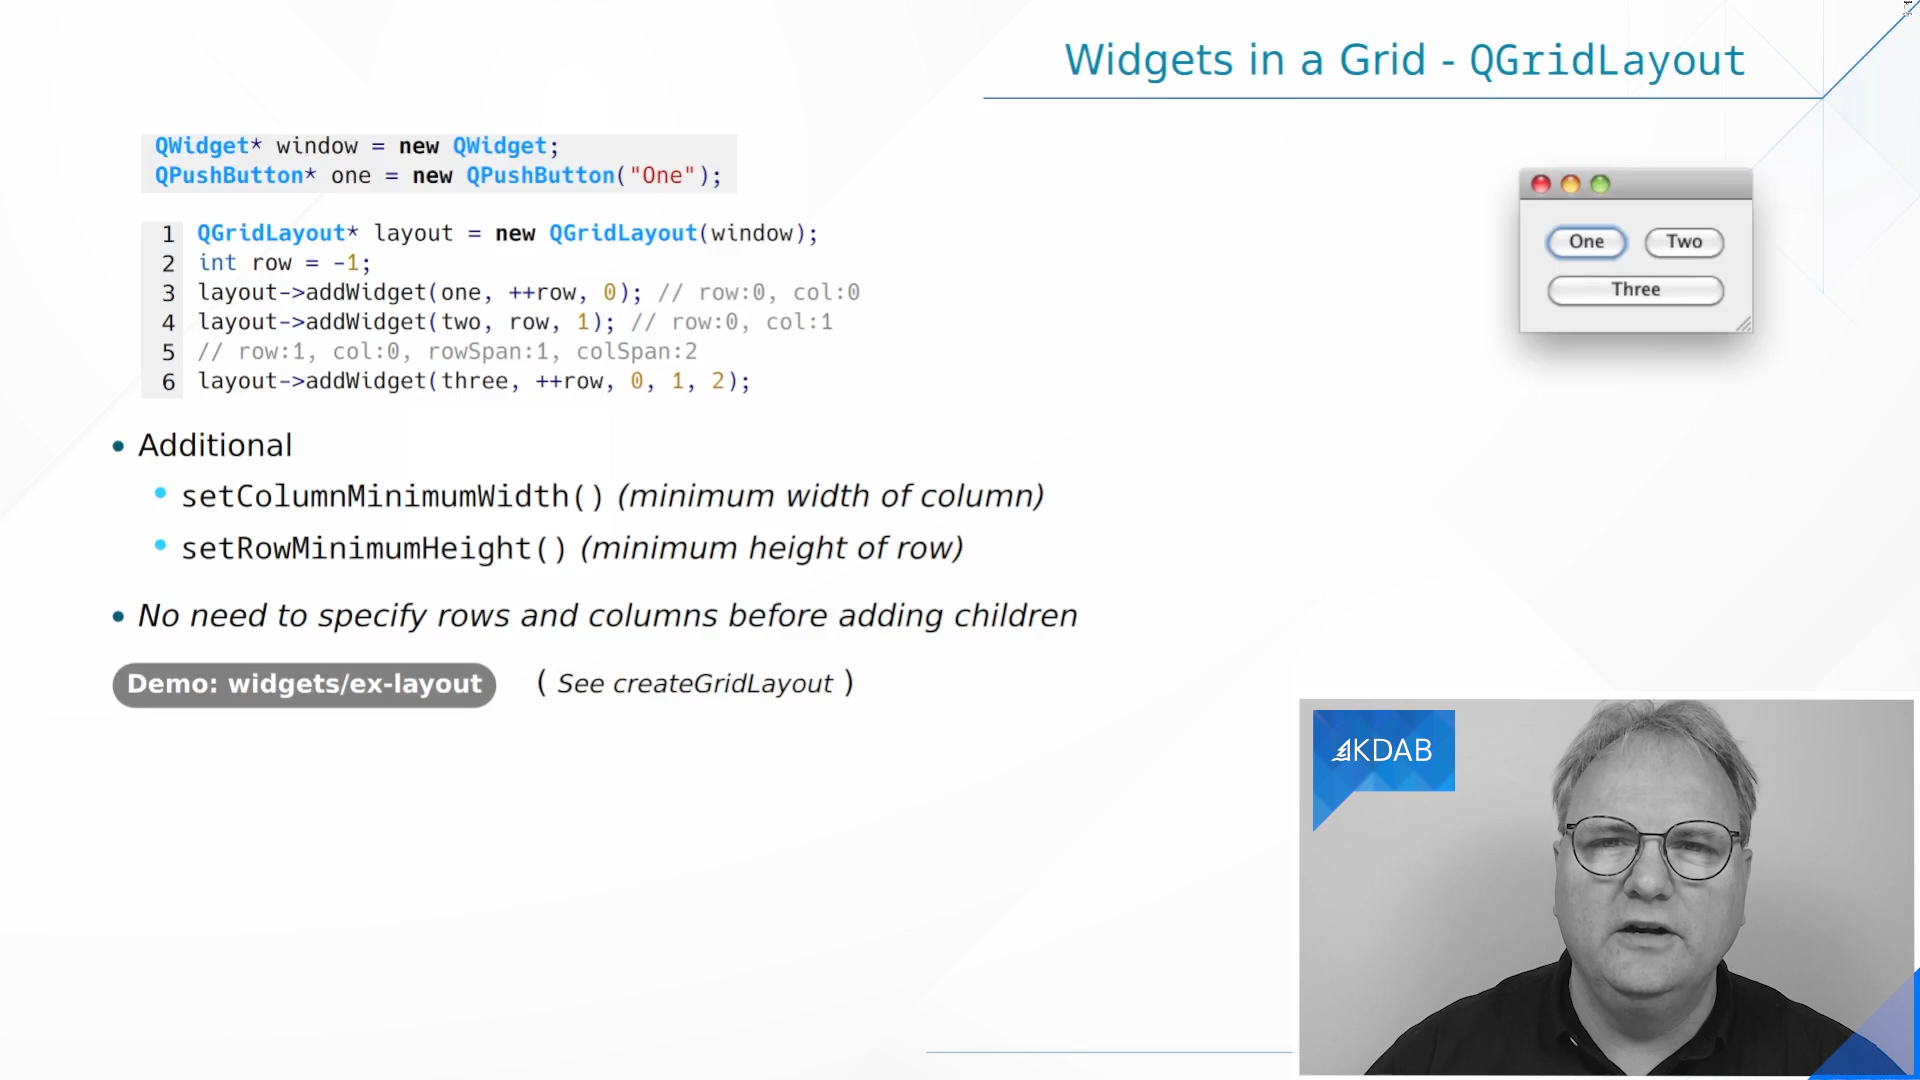 Widgets in a Grid - QGridLayout
QWidget* window = new QWidget;
QPushButton* one = new QPushButton("One");
1 QGridLayout* layout = new QGridLayout(window);
2 int row = -1;
3 layout->addWidget(one, ++row, 0); // row:0, col:0
4 layout->addWidget(two, row, 1); // row:0, col:1
5 // row:1, col:0, rowSpan:1, colSpan:2
6 layout->addWidget(three, ++row, 0, 1, 2);
One Two
Three
• Additional
• setColumnMinimumWidth() (minimum width of column)
• setRowMinimumHeight() (minimum height of row)
• No need to specify rows and columns before adding children
Demo: widgets/ex-layout ( See createGridLayout )
KDAB